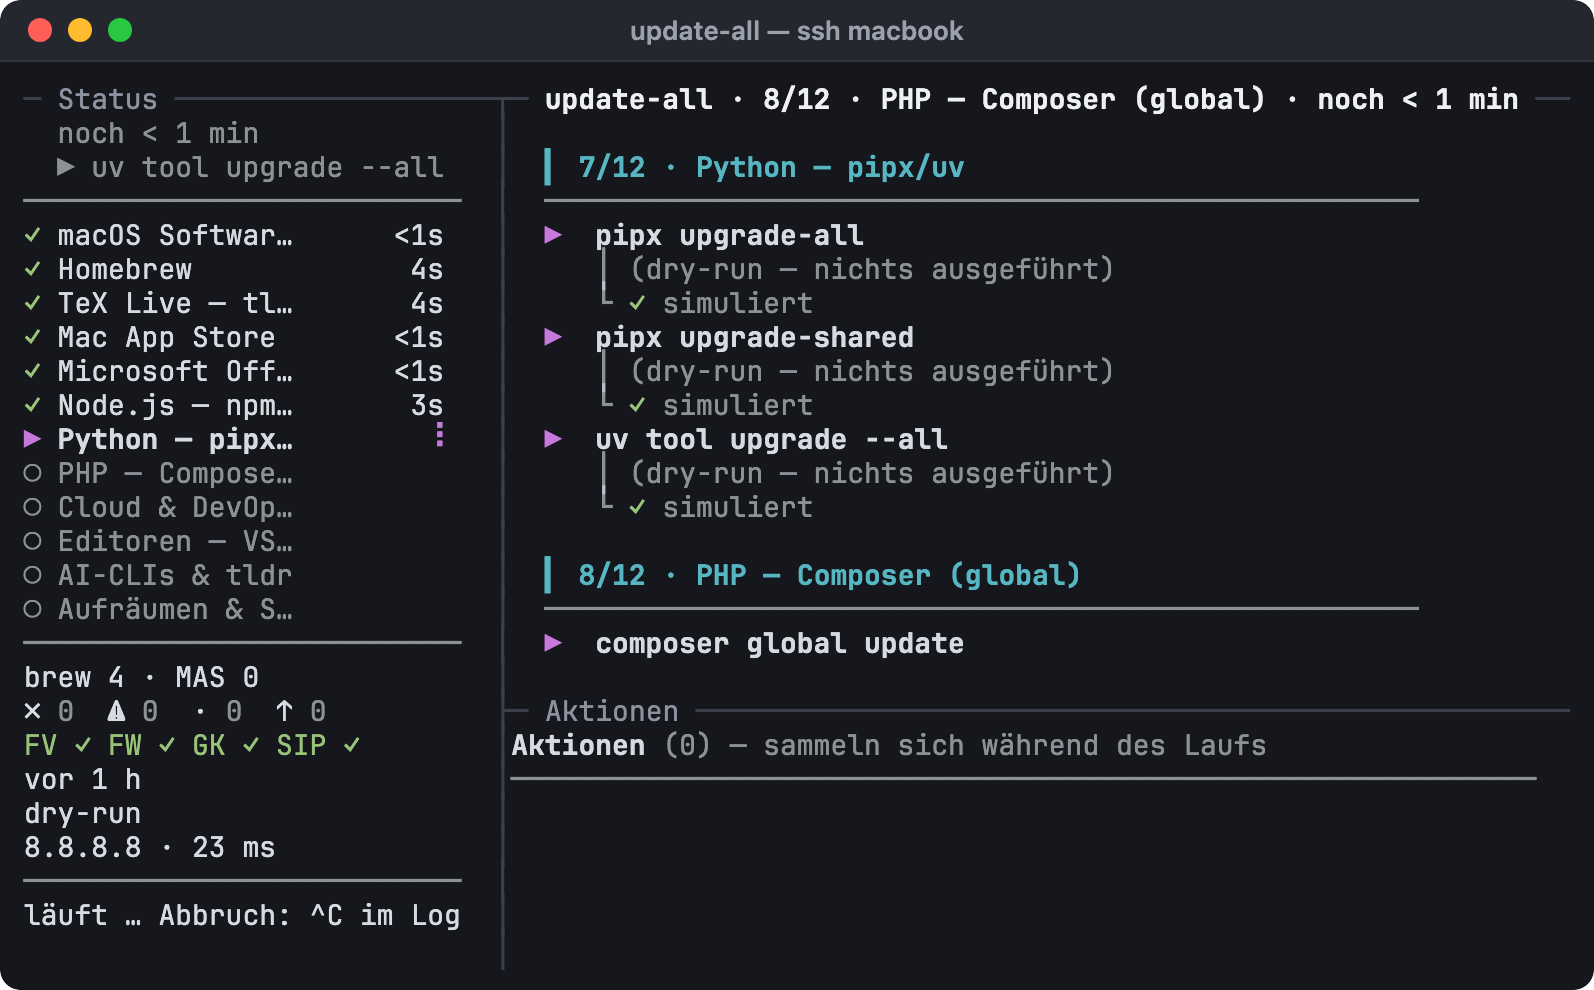 update-all — ssh macbook
Status
noch < 1 min
▶ uv tool upgrade --all
✓ macOS Softwar… <1s
✓ Homebrew 4s
✓ TeX Live — tl… 4s
✓ Mac App Store <1s
✓ Microsoft Off… <1s
✓ Node.js — npm… 3s
▶ Python — pipx… ⋮
○ PHP — Compose…
○ Cloud & DevOp…
○ Editoren — VS…
○ AI-CLIs & tldr
○ Aufräumen & S…
brew 4 · MAS 0
✕ 0 ⚠ 0 · 0 ↑ 0
FV ✓ FW ✓ GK ✓ SIP ✓
vor 1 h
dry-run
8.8.8.8 · 23 ms
läuft … Abbruch: ^C im Log
update-all · 8/12 · PHP — Composer (global) · noch < 1 min
7/12 · Python — pipx/uv
▶ pipx upgrade-all
│ (dry-run — nichts ausgeführt)
└ ✓ simuliert
▶ pipx upgrade-shared
│ (dry-run — nichts ausgeführt)
└ ✓ simuliert
▶ uv tool upgrade --all
│ (dry-run — nichts ausgeführt)
└ ✓ simuliert
8/12 · PHP — Composer (global)
▶ composer global update
Aktionen
Aktionen (0) — sammeln sich während des Laufs